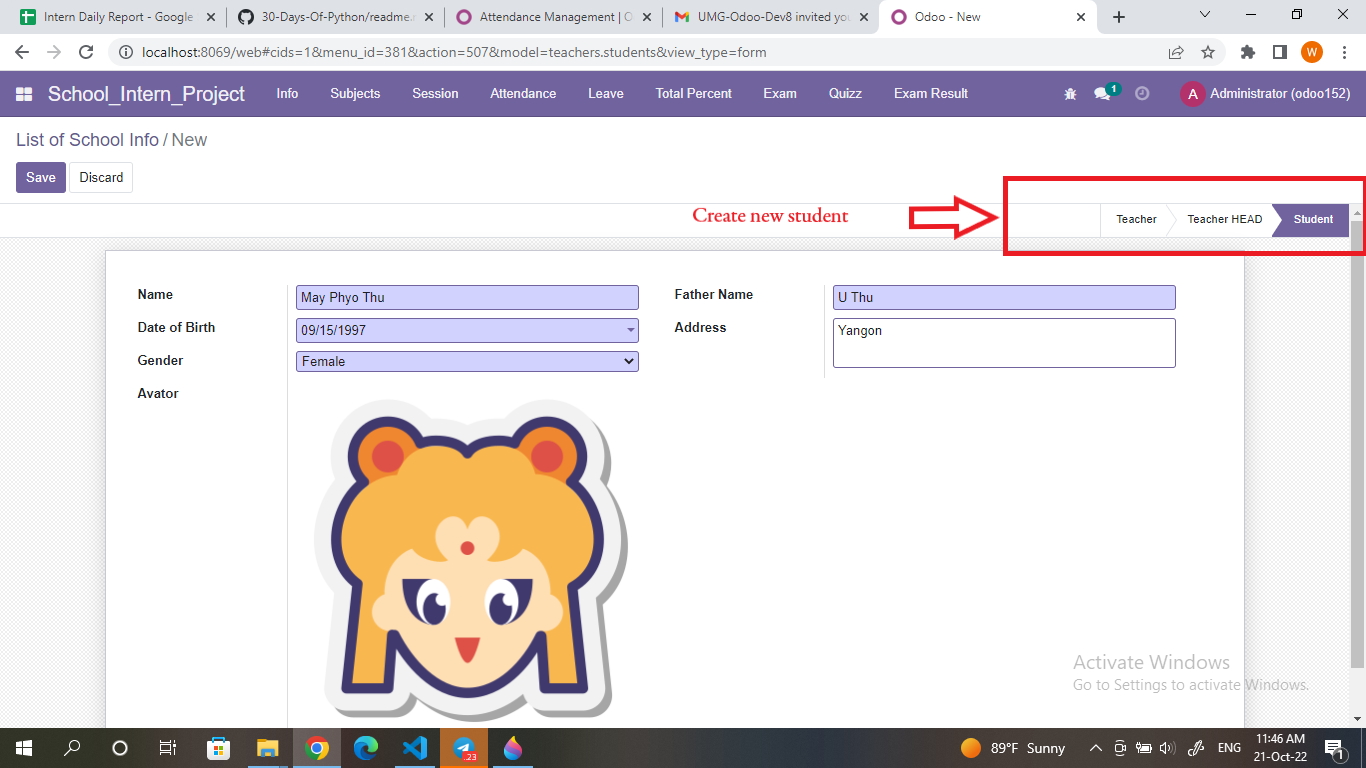 Intern Daily Report - Google
30-Days-Of-Python/readme.r
Attendance Management | O
UMG-Odoo-Dev8 invited you
Odoo - New
localhost:8069/web#cids=1&menu_id=381&action=507&model=teachers.students&view_type=form
W
School_Intern_Project
Info
Subjects
Session
Attendance
Leave
Total Percent
Exam
Quizz
Exam Result
1
A
Administrator (odoo152)
List of School Info / New
Save
Discard
Create new student
Teacher
Teacher HEAD
Student
Name
May Phyo Thu
Father Name
U Thu
Date of Birth
09/15/1997
Address
Yangon
Gender
Female
Avator
Activate Windows
Go to Settings to activate Windows.
..23
89°F Sunny
ENG
11:46 AM
21-Oct-22
1